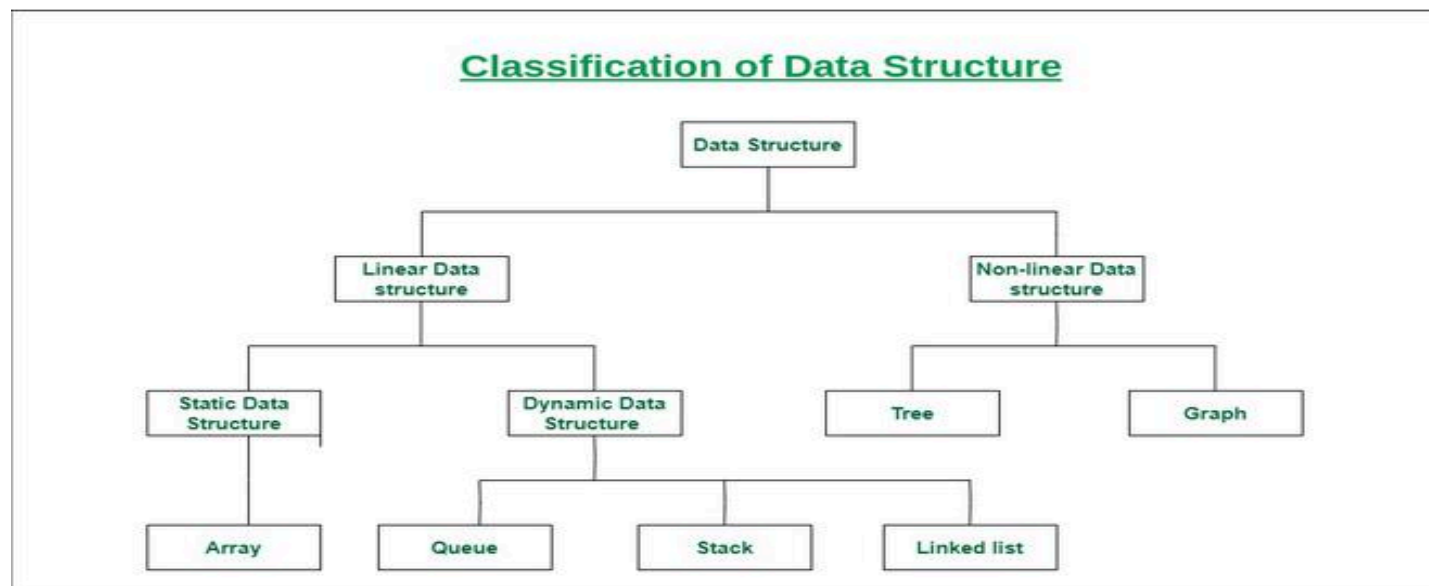 Classification of Data Structure
Data Structure
Linear Data
structure
Non-linear Data
structure
Static Data
Structure
Dynamic Data
Structure
Tree
Graph
Array
Queue
Stack
Linked list